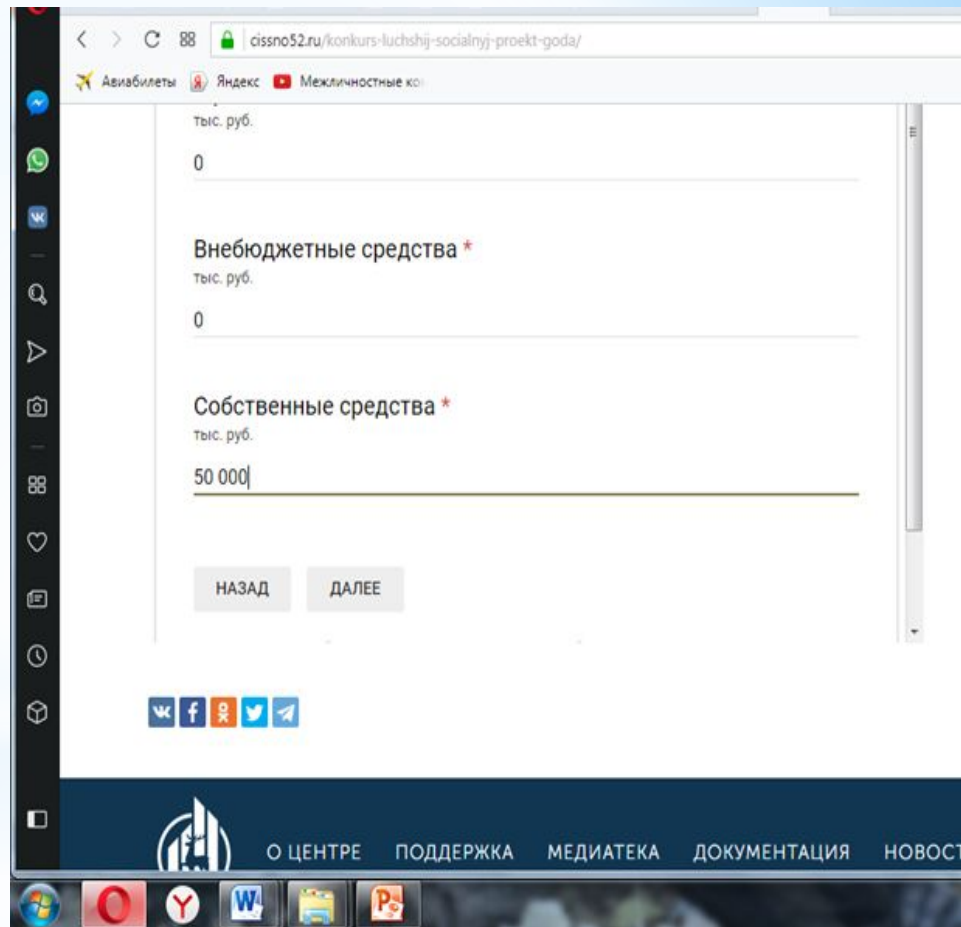 cissno52.ru/konkurs-luchshij-socialnyj-proekt-goda/
Авиабилеты Яндекс Межличностные ко
тыс. руб.
0
Внебюджетные средства *
тыс. руб.
0
Собственные средства *
тыс. руб.
50 000
НАЗАД ДАЛЕЕ
О ЦЕНТРЕ ПОДДЕРЖКА МЕДИАТЕКА ДОКУМЕНТАЦИЯ НОВОСТ